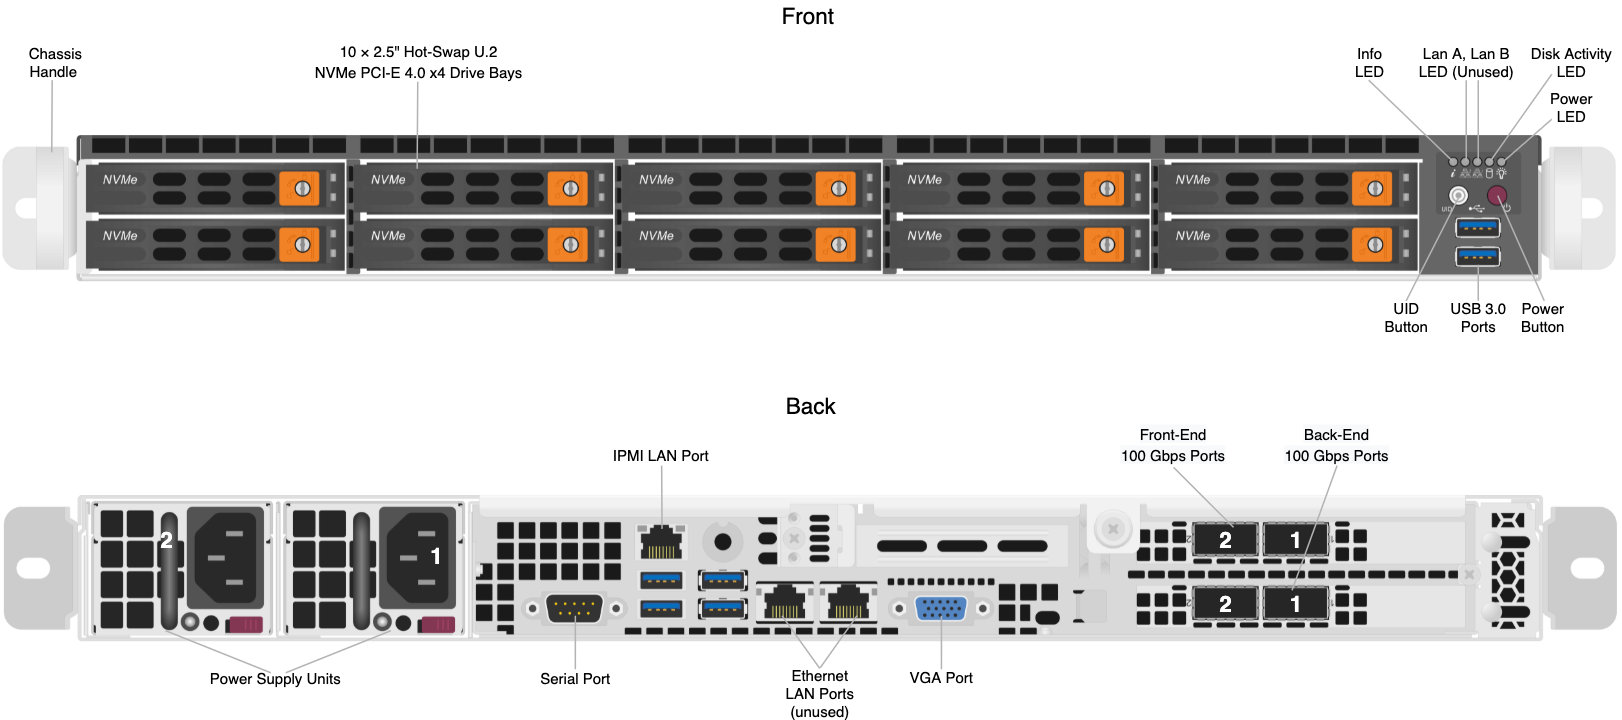 Front
Chassis
Handle
10 × 2.5" Hot-Swap U.2
NVMe PCI-E 4.0 x4 Drive Bays
Info
LED
Lan A, Lan B
LED (Unused)
Disk Activity
LED
Power
LED
NVMe
NVMe
NVMe
NVMe
NVMe
NVMe
NVMe
NVMe
NVMe
NVMe
i
UID
UID
Button
USB 3.0
Ports
Power
Button
Back
IPMI LAN Port
Front-End
100 Gbps Ports
Back-End
100 Gbps Ports
2
1
2
1
2
1
Power Supply Units
Serial Port
Ethernet
LAN Ports
(unused)
VGA Port